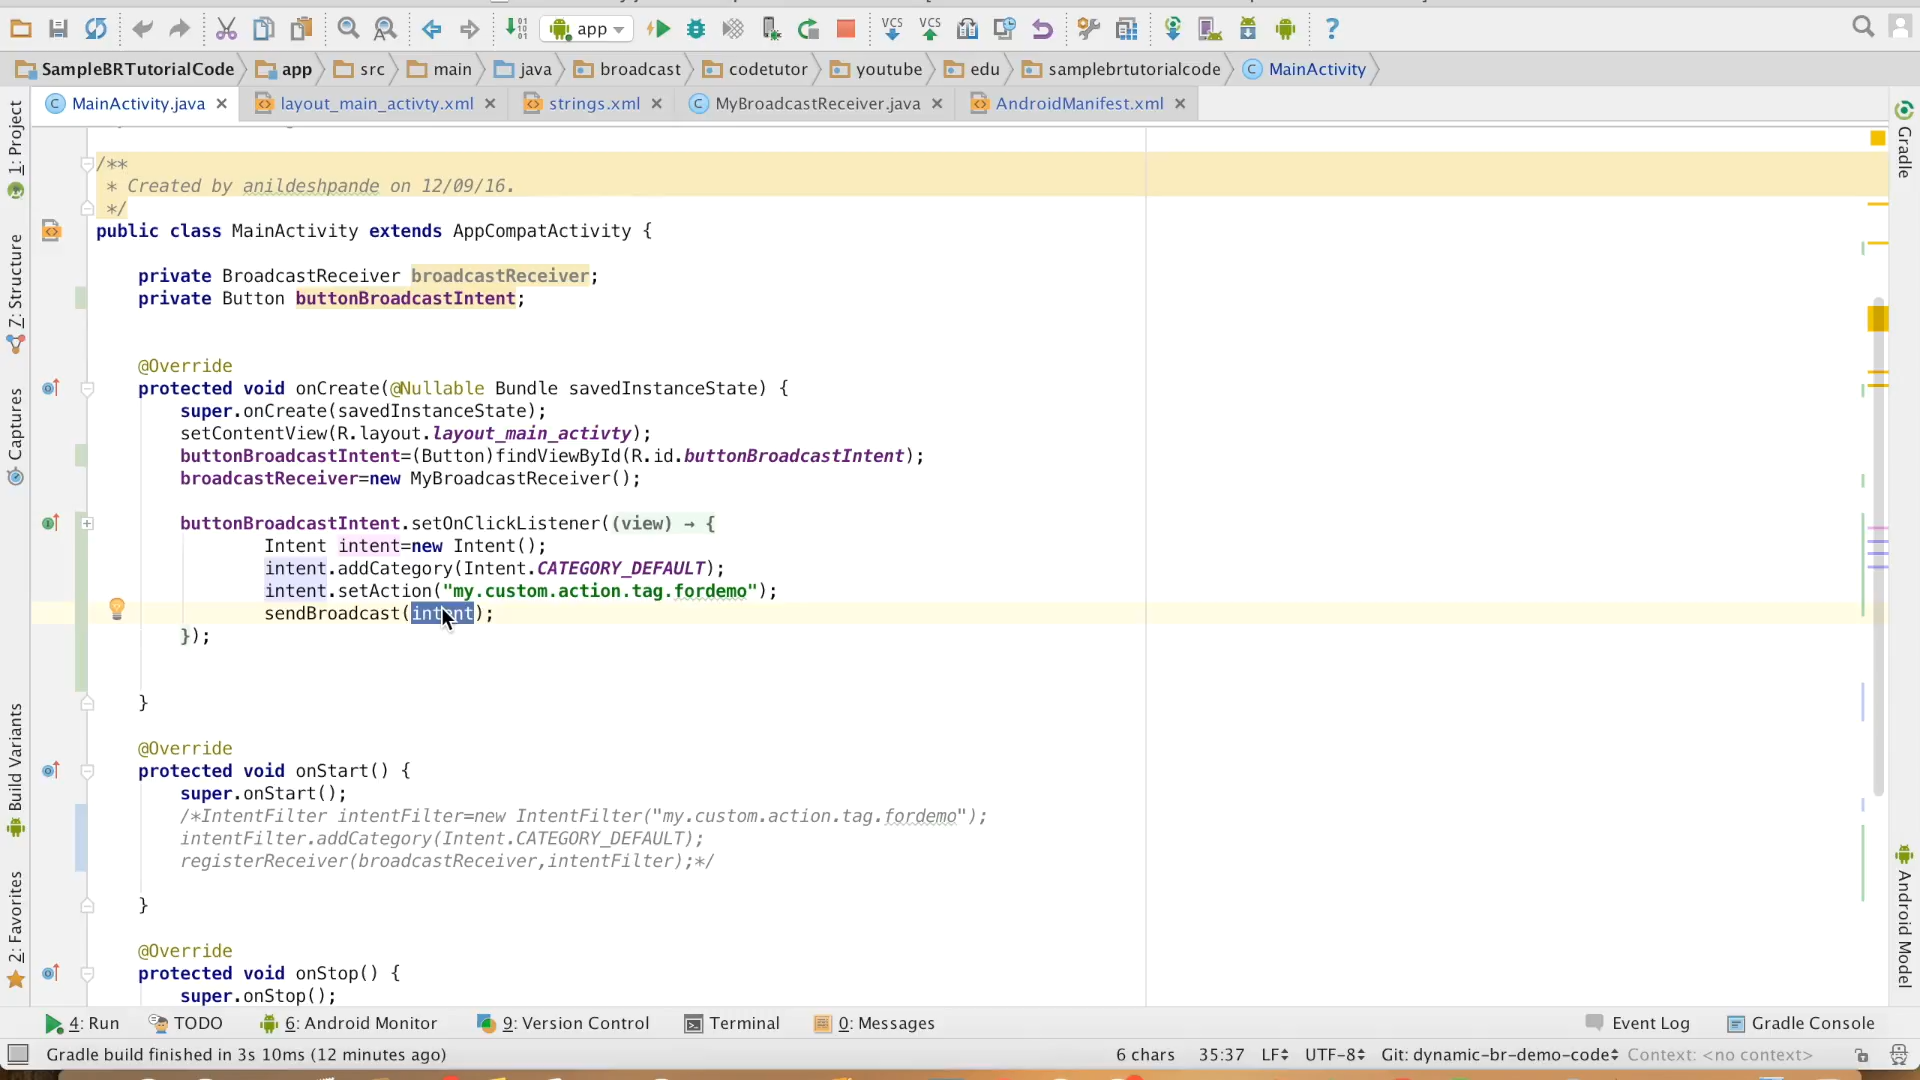 app
VCS
VCS
SampleBRTutorialCode
app
src
main
java
broadcast
codetutor
youtube
edu
samplebrtutorialcode
MainActivity
MainActivity.java
layout_main_activty.xml
strings.xml
MyBroadcastReceiver.java
AndroidManifest.xml
1: Project
Z: Structure
Captures
Build Variants
2: Favorites
Gradle
Android Model
/**
* Created by anildeshpande on 12/09/16.
*/
public class MainActivity extends AppCompatActivity {
private BroadcastReceiver broadcastReceiver;
private Button buttonBroadcastIntent;
@Override
protected void onCreate(@Nullable Bundle savedInstanceState) {
super.onCreate(savedInstanceState);
setContentView(R.layout.layout_main_activty);
buttonBroadcastIntent=(Button)findViewById(R.id.buttonBroadcastIntent);
broadcastReceiver=new MyBroadcastReceiver();
buttonBroadcastIntent.setOnClickListener((view) → {
Intent intent=new Intent();
intent.addCategory(Intent.CATEGORY_DEFAULT);
intent.setAction("my.custom.action.tag.fordemo");
sendBroadcast(intent);
});
}
@Override
protected void onStart() {
super.onStart();
/*IntentFilter intentFilter=new IntentFilter("my.custom.action.tag.fordemo");
intentFilter.addCategory(Intent.CATEGORY_DEFAULT);
registerReceiver(broadcastReceiver,intentFilter);*/
}
@Override
protected void onStop() {
super.onStop();
4: Run
TODO
6: Android Monitor
9: Version Control
Terminal
0: Messages
Event Log
Gradle Console
Gradle build finished in 3s 10ms (12 minutes ago)
6 chars
35:37
LF
UTF-8
Git: dynamic-br-demo-code
Context: <no context>